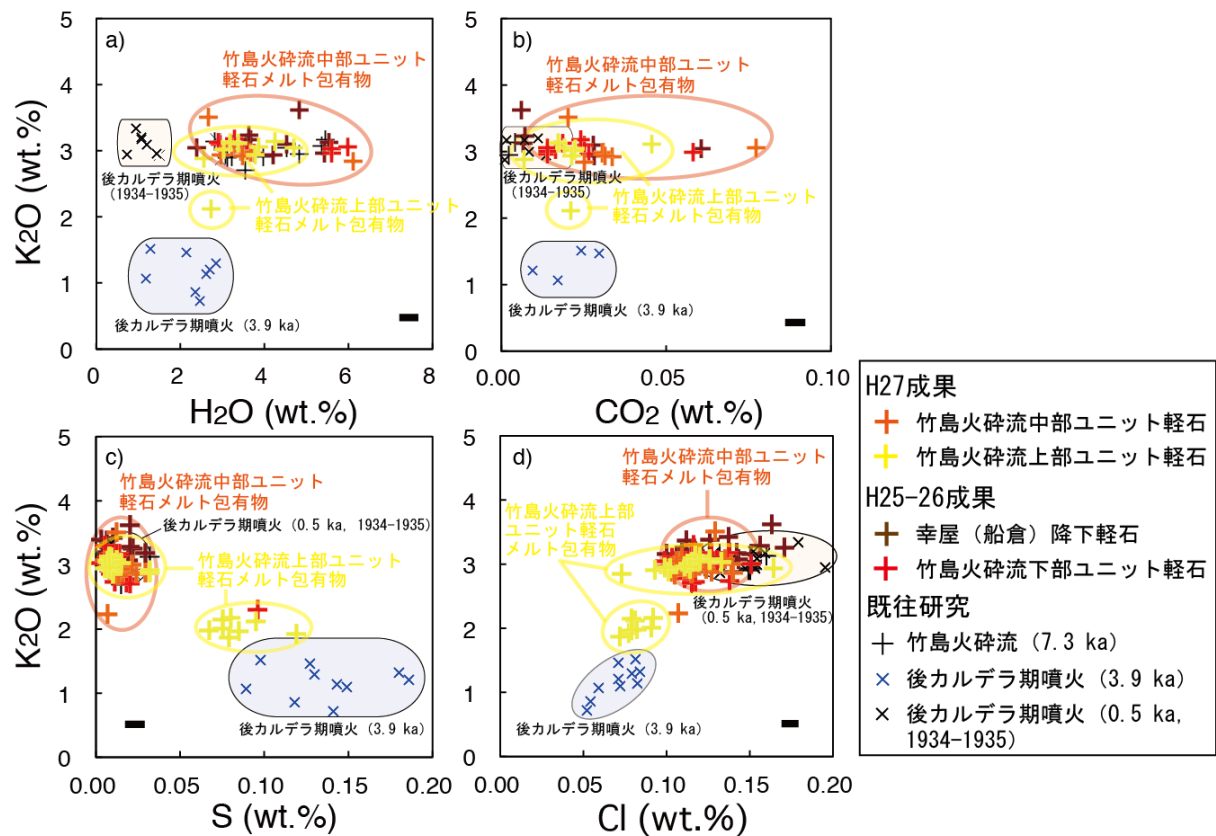 a)
竹島火砕流中部ユニット
軽石メルト包有物
後カルデラ期噴火
(1934-1935)
竹島火砕流上部ユニット
軽石メルト包有物
後カルデラ期噴火 (3.9 ka)
K2O (wt.%)
5
4
3
2
1
0
0 2 4 6 8
H2O (wt.%)
b)
竹島火砕流中部ユニット
軽石メルト包有物
後カルデラ期噴火
(1934-1935)
竹島火砕流上部ユニット
軽石メルト包有物
後カルデラ期噴火 (3.9 ka)
5
4
3
2
1
0
0.00 0.05 0.10
CO2 (wt.%)
c)
竹島火砕流中部ユニット
軽石メルト包有物
後カルデラ期噴火 (0.5 ka, 1934-1935)
竹島火砕流上部ユニット
軽石メルト包有物
後カルデラ期噴火 (3.9 ka)
K2O (wt.%)
5
4
3
2
1
0
0.00 0.05 0.10 0.15 0.20
S (wt.%)
d)
竹島火砕流中部ユニット
軽石メルト包有物
竹島火砕流上部
ユニット軽石
メルト包有物
後カルデラ期噴火
(0.5 ka, 1934-1935)
後カルデラ期噴火 (3.9 ka)
5
4
3
2
1
0
0.00 0.05 0.10 0.15 0.20
Cl (wt.%)
H27成果
竹島火砕流中部ユニット軽石
竹島火砕流上部ユニット軽石
H25-26成果
幸屋（船倉）降下軽石
竹島火砕流下部ユニット軽石
既往研究
竹島火砕流 (7.3 ka)
後カルデラ期噴火 (3.9 ka)
後カルデラ期噴火 (0.5 ka,
1934-1935)